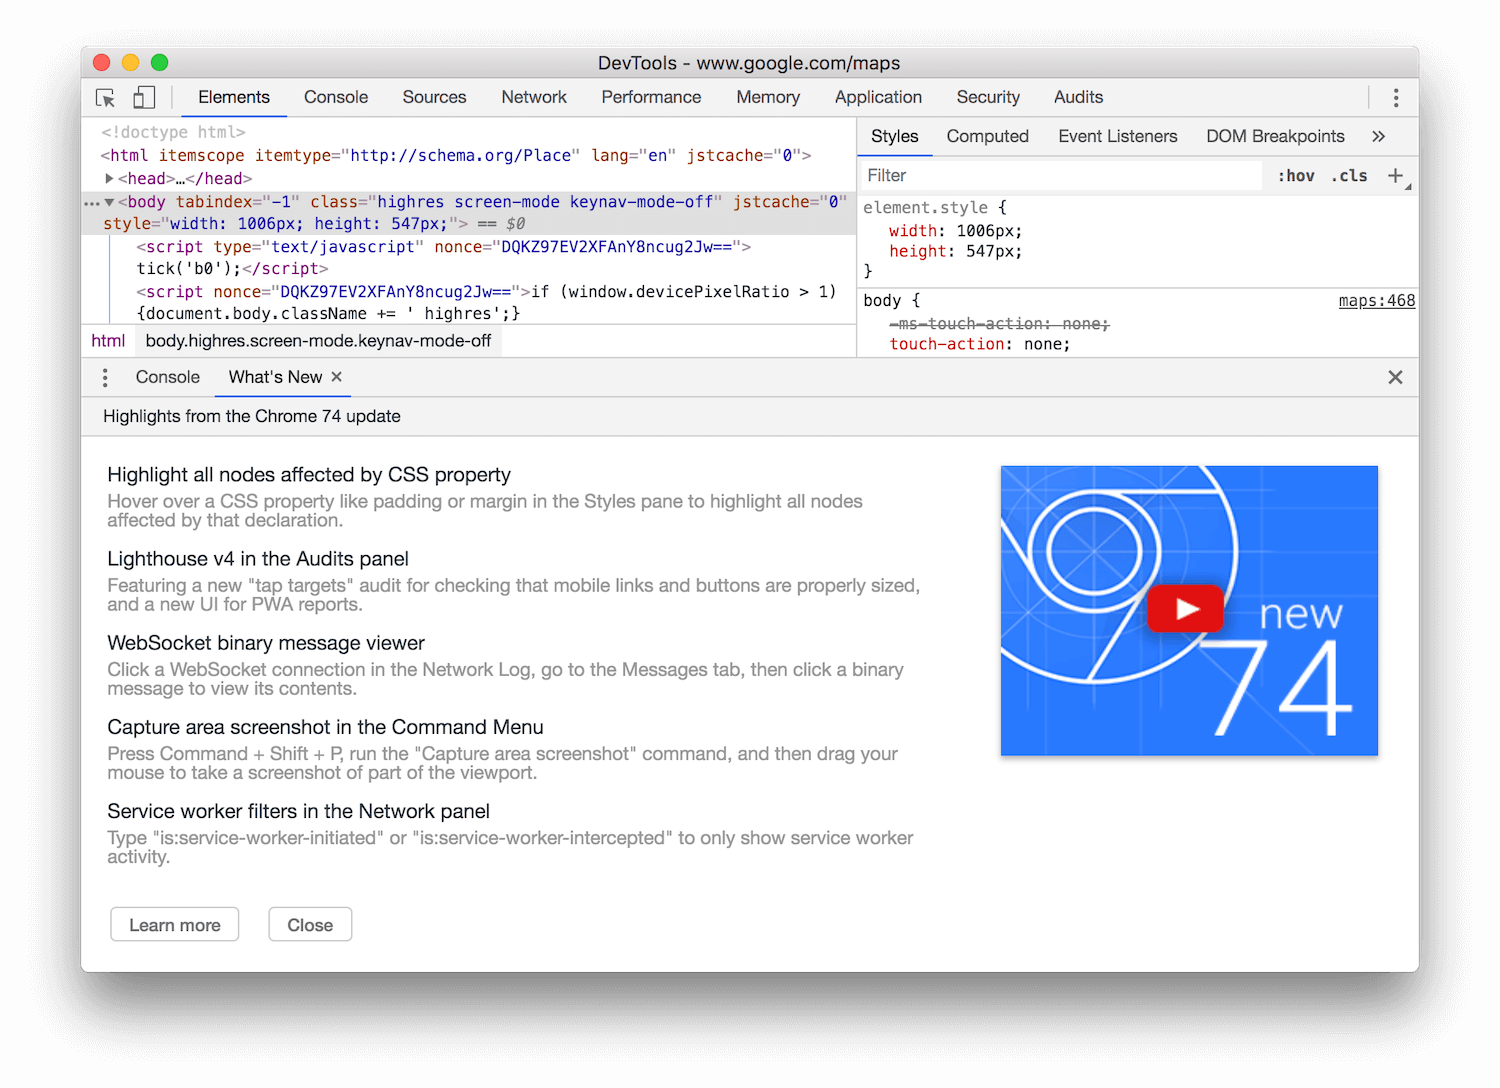 DevTools - www.google.com/maps
Elements Console Sources Network Performance Memory Application Security Audits
<!doctype html>
<html itemscope itemtype="http://schema.org/Place" lang="en" jstcache="0">
<head>…</head>
<body tabindex="-1" class="highres screen-mode keynav-mode-off" jstcache="0"
style="width: 1006px; height: 547px;"> == $0
<script type="text/javascript" nonce="DQKZ97EV2XFAnY8ncug2Jw==">
tick('b0');</script>
<script nonce="DQKZ97EV2XFAnY8ncug2Jw==">if (window.devicePixelRatio > 1)
{document.body.className += ' highres';}
html body.highres.screen-mode.keynav-mode-off
Styles Computed Event Listeners DOM Breakpoints »
Filter :hov .cls +
element.style {
width: 1006px;
height: 547px;
}
body { maps:468
-ms-touch-action: none;
touch-action: none;
Console What's New ×
Highlights from the Chrome 74 update
Highlight all nodes affected by CSS property
Hover over a CSS property like padding or margin in the Styles pane to highlight all nodes
affected by that declaration.
Lighthouse v4 in the Audits panel
Featuring a new "tap targets" audit for checking that mobile links and buttons are properly sized,
and a new UI for PWA reports.
WebSocket binary message viewer
Click a WebSocket connection in the Network Log, go to the Messages tab, then click a binary
message to view its contents.
Capture area screenshot in the Command Menu
Press Command + Shift + P, run the "Capture area screenshot" command, and then drag your
mouse to take a screenshot of part of the viewport.
Service worker filters in the Network panel
Type "is:service-worker-initiated" or "is:service-worker-intercepted" to only show service worker
activity.
new
74
Learn more Close